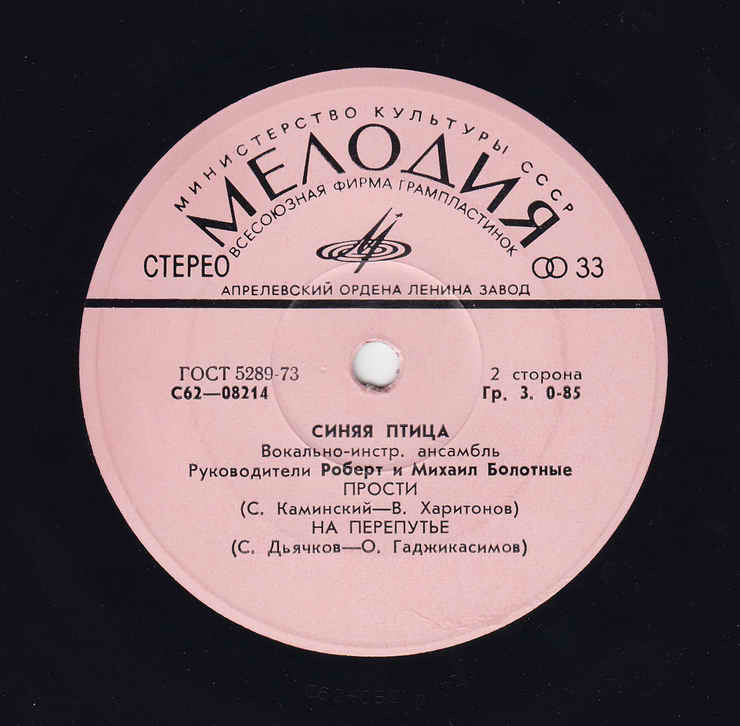 МИНИСТЕРСТВО КУЛЬТУРЫ СССР
МЕЛОДИЯ
ВСЕСОЮЗНАЯ ФИРМА ГРАМПЛАСТИНОК
СТЕРЕО
33
АПРЕЛЕВСКИЙ ОРДЕНА ЛЕНИНА ЗАВОД
ГОСТ 5289-73
2 сторона
С62—08214
Гр. 3. 0-85
СИНЯЯ ПТИЦА
Вокально-инстр. ансамбль
Руководители Роберт и Михаил Болотные
ПРОСТИ
(С. Каминский—В. Харитонов)
НА ПЕРЕПУТЬЕ
(С. Дьячков—О. Гаджикасимов)